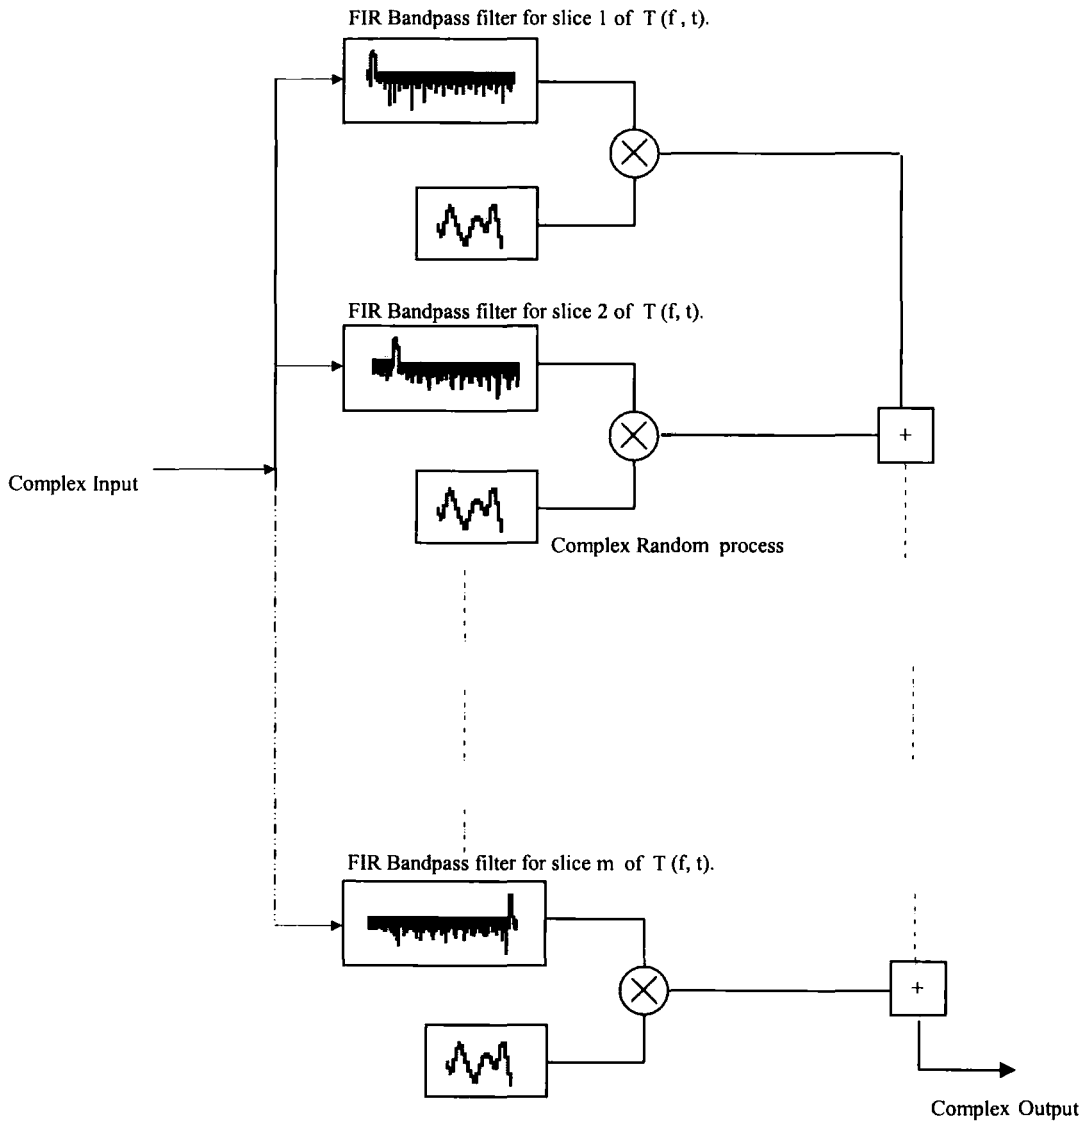 FIR Bandpass filter for slice 1 of T (f , t).
FIR Bandpass filter for slice 2 of T (f, t).
+
Complex Input
Complex Random process
FIR Bandpass filter for slice m of T (f, t).
+
Complex Output